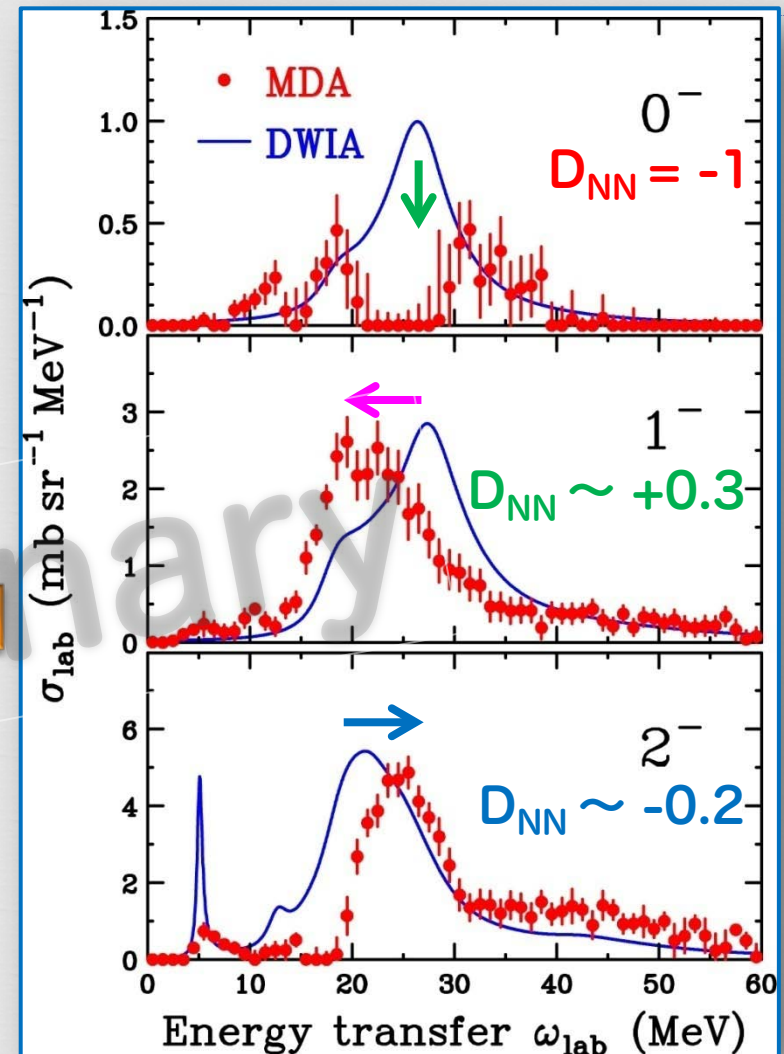 1.5
MDA
DWIA
0⁻
D_NN = -1
1.0
0.5
0.0
1⁻
D_NN ～ +0.3
3
2
1
0
2⁻
D_NN ～ -0.2
6
4
2
0
0 10 20 30 40 50 60
σ_lab (mb sr⁻¹ MeV⁻¹)
Energy transfer ω_lab (MeV)
nary